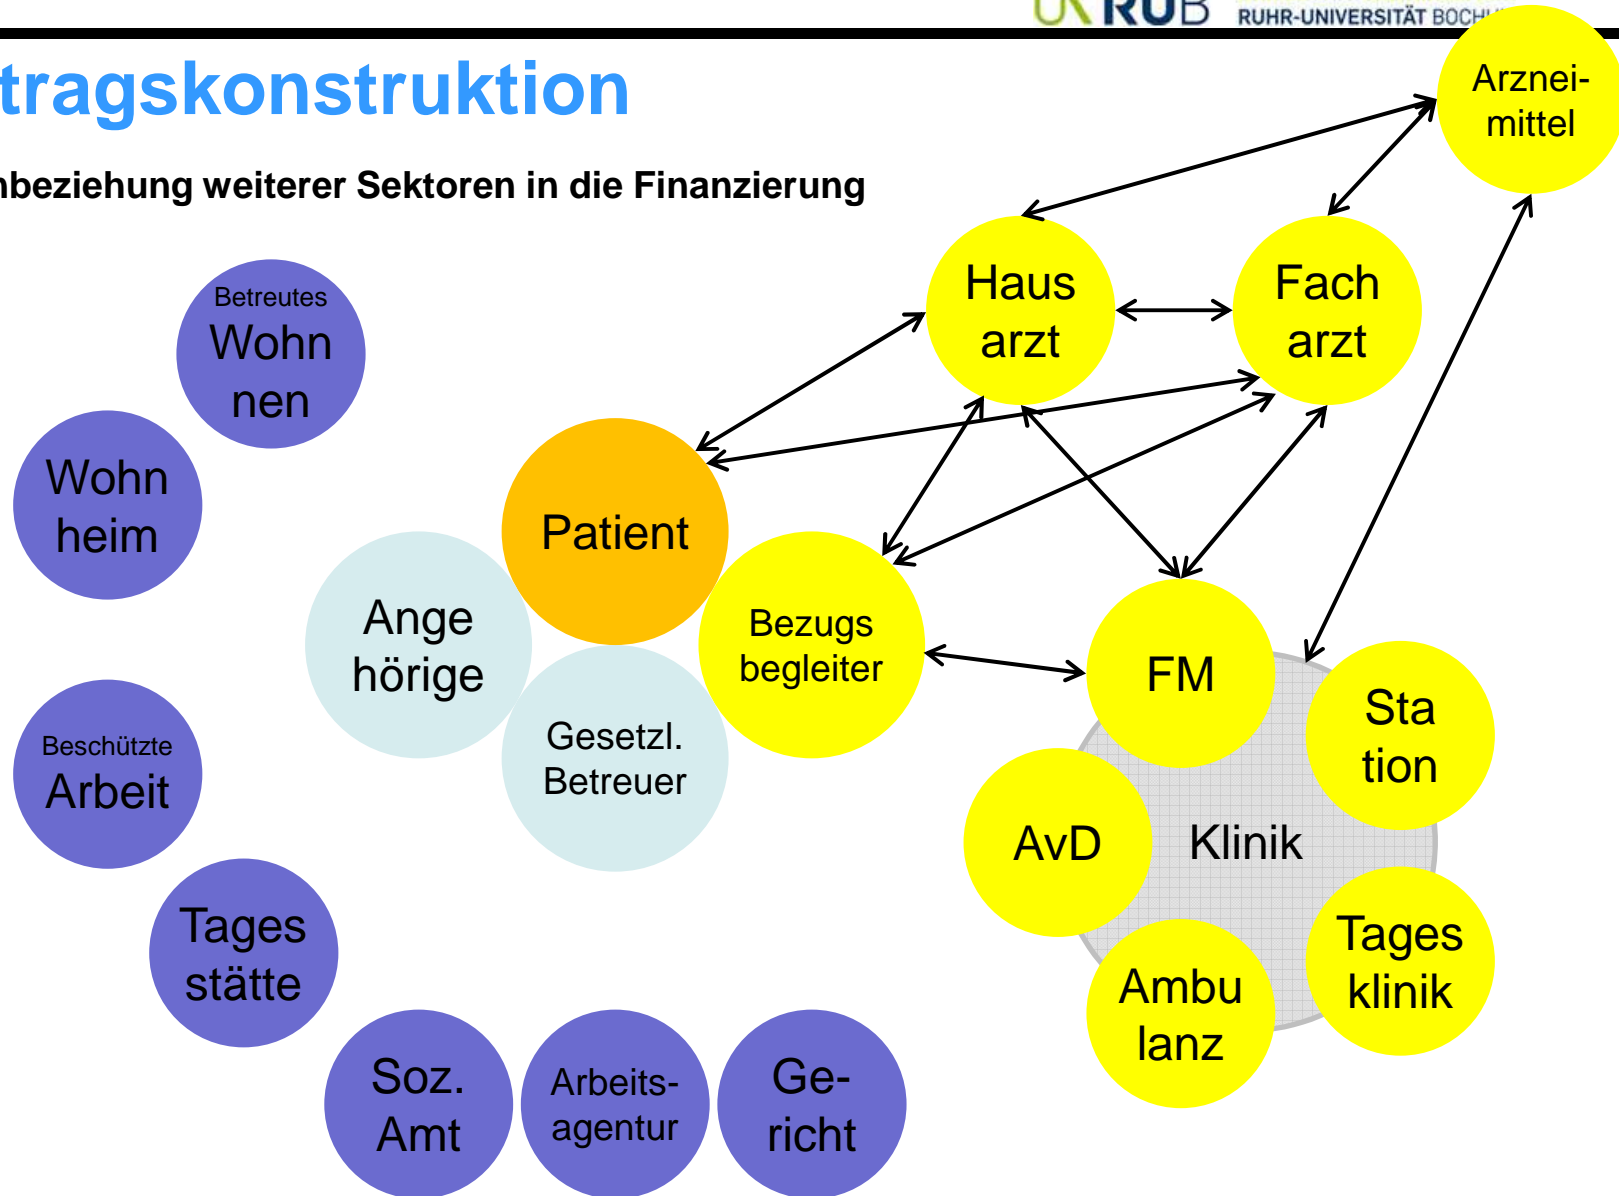 RUB RUHR-UNIVERSITÄT
tragskonstruktion
nbeziehung weiterer Sektoren in die Finanzierung
Arznei-
mittel
Haus
arzt
Fach
arzt
Betreutes
Wohn
nen
Wohn
heim
Patient
Ange
hörige
Bezugs
begleiter
Gesetzl.
Betreuer
FM
Sta
tion
AvD
Klinik
Ambu
lanz
Tages
klinik
Beschützte
Arbeit
Tages
stätte
Soz.
Amt
Arbeits-
agentur
Ge-
richt